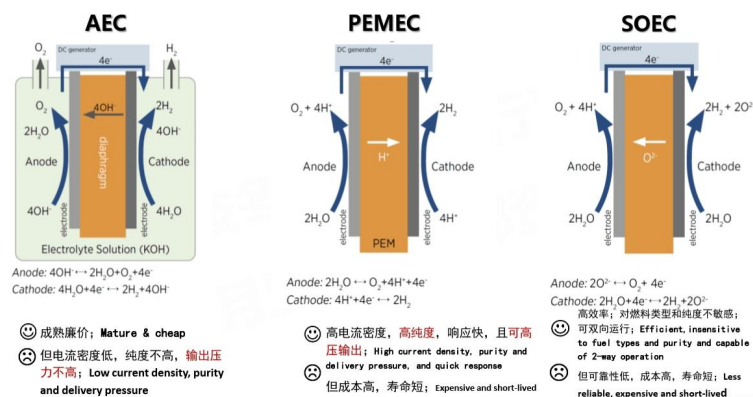 AEC
O₂
DC generator
H₂
4e⁻
O₂
4OH⁻
2H₂
2H₂O
4OH⁻
diaphragm
Anode
Cathode
4OH⁻
electrode
electrode
4H₂O
Electrolyte Solution (KOH)
Anode: 4OH⁻↔ 2H₂O+O₂+4e⁻
Cathode: 4H₂O+4e⁻ ↔ 2H₂+4OH⁻
成熟廉价；Mature & cheap
但电流密度低，纯度不高，输出压
力不高；Low current density, purity
and delivery pressure
PEMEC
DC generator
4e⁻
O₂ + 4H⁺
2H₂
H⁺
Anode
Cathode
2H₂O
electrode
electrode
4H⁺
PEM
Anode: 2H₂O ↔ O₂+4H⁺+4e⁻
Cathode: 4H⁺+4e⁻ ↔ 2H₂
高电流密度，高纯度，响应快，且可高
压输出；High current density, purity and
delivery pressure, and quick response
但成本高，寿命短；Expensive and short-lived
SOEC
DC generator
4e⁻
O₂ + 4H⁺
2H₂ + 2O²⁻
O²⁻
Anode
Cathode
2H₂O
electrode
electrode
2H₂O
Anode: 2O²⁻ ↔ O₂+ 4e⁻
Cathode: 2H₂O+4e⁻ ↔ 2H₂+2O²⁻
高效率；对燃料类型和纯度不敏感；
可双向运行；Efficient, insensitive
to fuel types and purity and capable
of 2-way operation
但可靠性低，成本高，寿命短；Less
reliable, expensive and short-lived